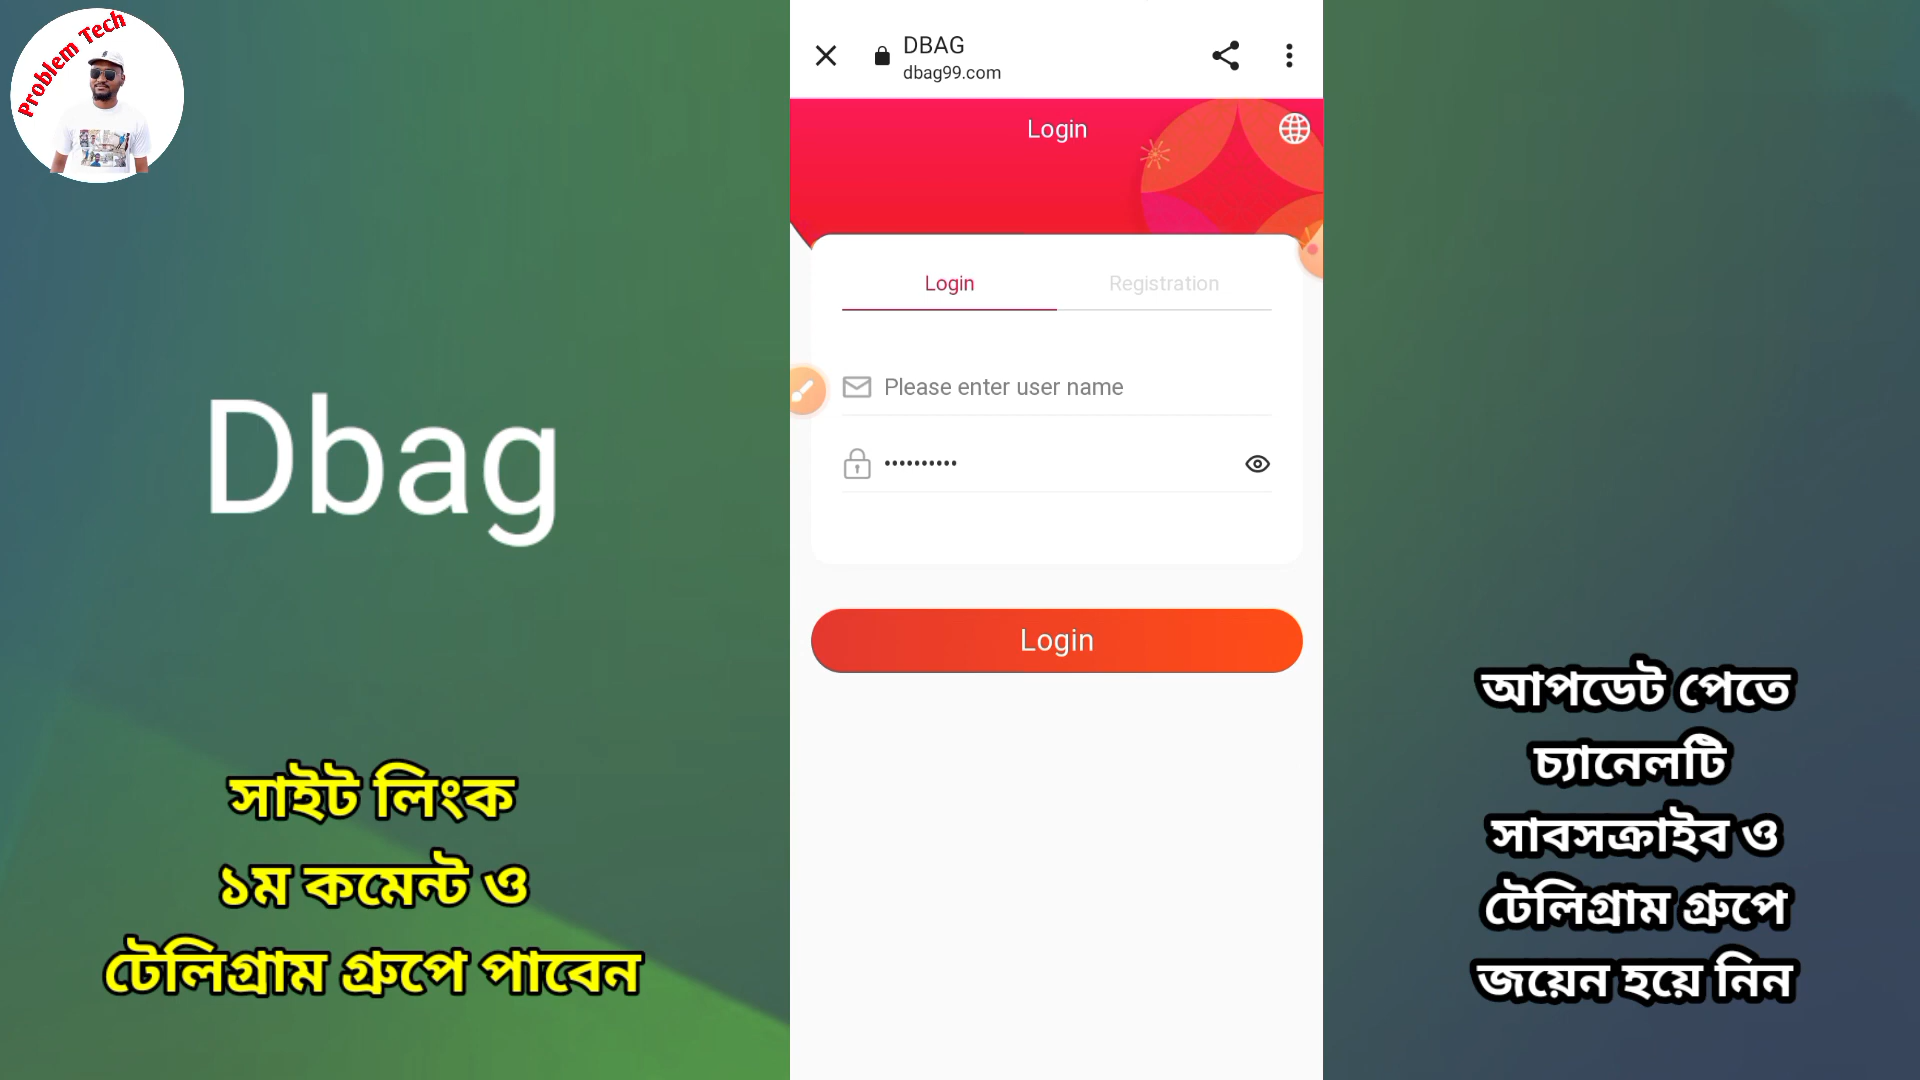 Problem Tech
DBAG
dbag99.com
Login
Login
Registration
Please enter user name
••••••••••
Login
Dbag
সাইট লিংক
১ম কমেন্ট ও
টেলিগ্রাম গ্রুপে পাবেন
আপডেট পেতে
চ্যানেলটি
সাবসক্রাইব ও
টেলিগ্রাম গ্রুপে
জয়েন হয়ে নিন